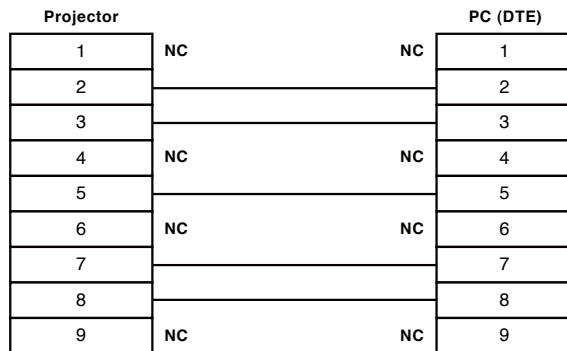 Projector PC (DTE)
1 NC NC 1
2 2
3 3
4 NC NC 4
5 5
6 NC NC 6
7 7
8 8
9 NC NC 9